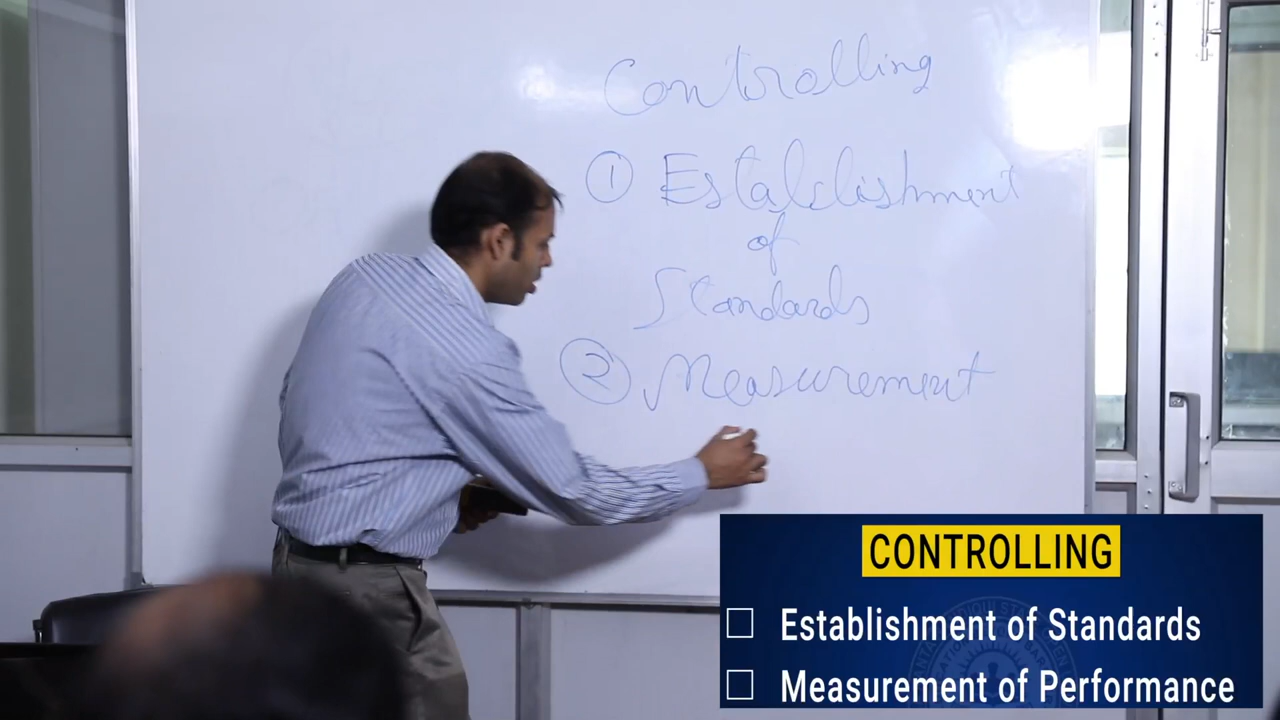 Controlling
① Establishment
of
Standards
② Measurement
CONTROLLING
☐ Establishment of Standards
☐ Measurement of Performance